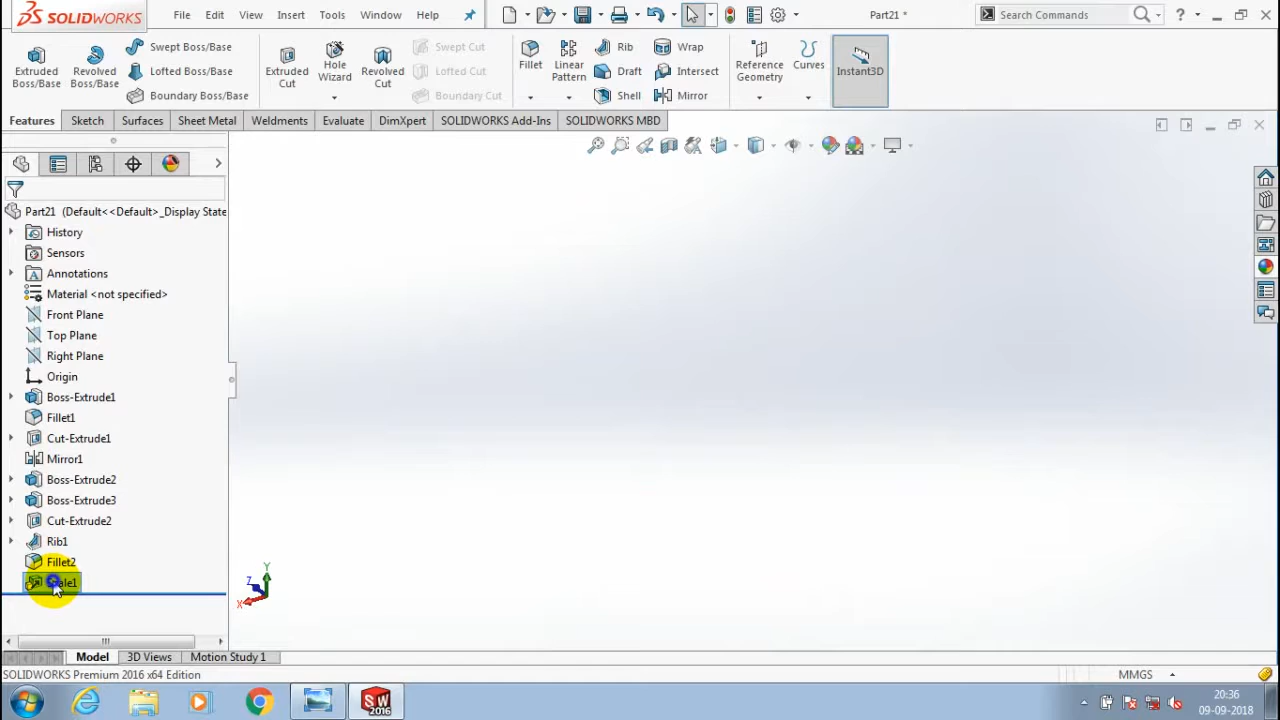 SOLIDWORKS
File Edit View Insert Tools Window Help
Part21 *
Search Commands
Extruded Boss/Base
Revolved Boss/Base
Swept Boss/Base
Lofted Boss/Base
Boundary Boss/Base
Extruded Cut
Hole Wizard
Revolved Cut
Swept Cut
Lofted Cut
Boundary Cut
Fillet
Linear Pattern
Rib
Draft
Shell
Wrap
Intersect
Mirror
Reference Geometry
Curves
Instant3D
Features Sketch Surfaces Sheet Metal Weldments Evaluate DimXpert SOLIDWORKS Add-Ins SOLIDWORKS MBD
Part21 (Default<<Default>_Display State
History
Sensors
Annotations
Material <not specified>
Front Plane
Top Plane
Right Plane
Origin
Boss-Extrude1
Fillet1
Cut-Extrude1
Mirror1
Boss-Extrude2
Boss-Extrude3
Cut-Extrude2
Rib1
Fillet2
Y
Z
X
Model 3D Views Motion Study 1
SOLIDWORKS Premium 2016 x64 Edition
MMGS
SW
2016
20:36
09-09-2018